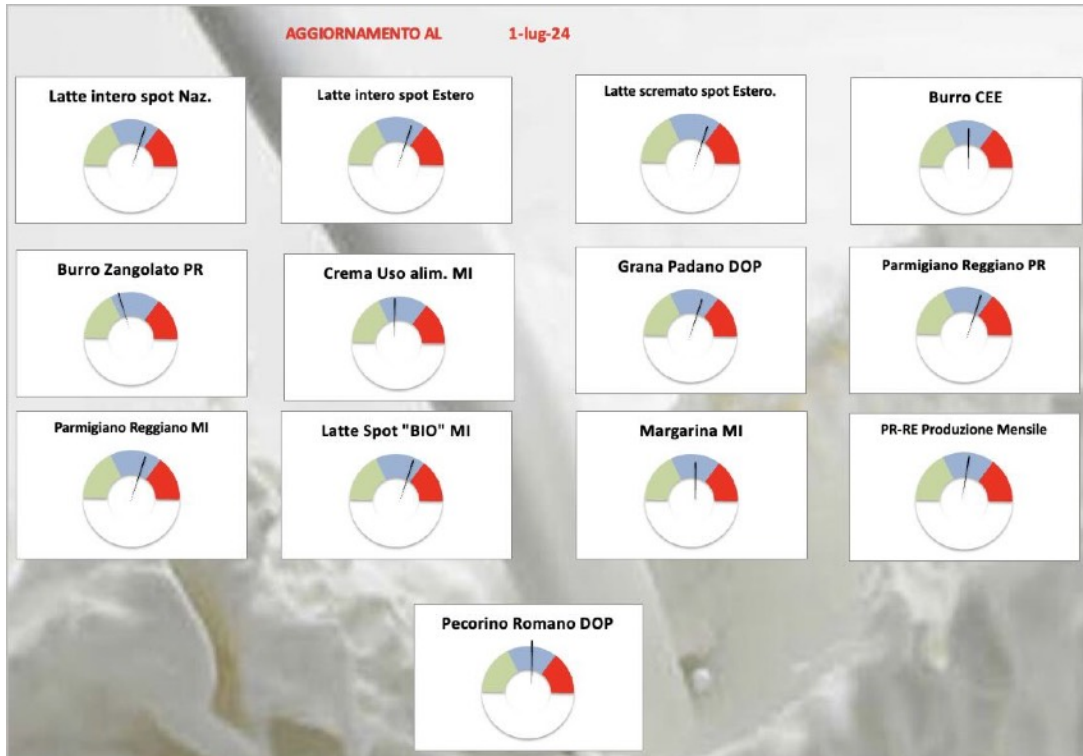 AGGIORNAMENTO AL 1-lug-24
Latte intero spot Naz.
Latte intero spot Estero
Latte scremato spot Estero.
Burro CEE
Burro Zangolato PR
Crema Uso alim. MI
Grana Padano DOP
Parmigiano Reggiano PR
Parmigiano Reggiano MI
Latte Spot "BIO" MI
Margarina MI
PR-RE Produzione Mensile
Pecorino Romano DOP